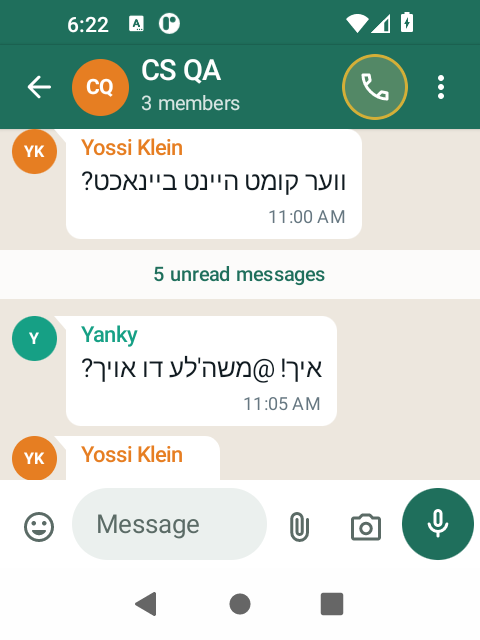 6:22
A
CQ
CS QA
3 members
YK
Yossi Klein
ווער קומט היינט ביינאכט?
11:00 AM
5 unread messages
Y
Yanky
איך! @משה'לע דו אויך?
11:05 AM
YK
Yossi Klein
Message